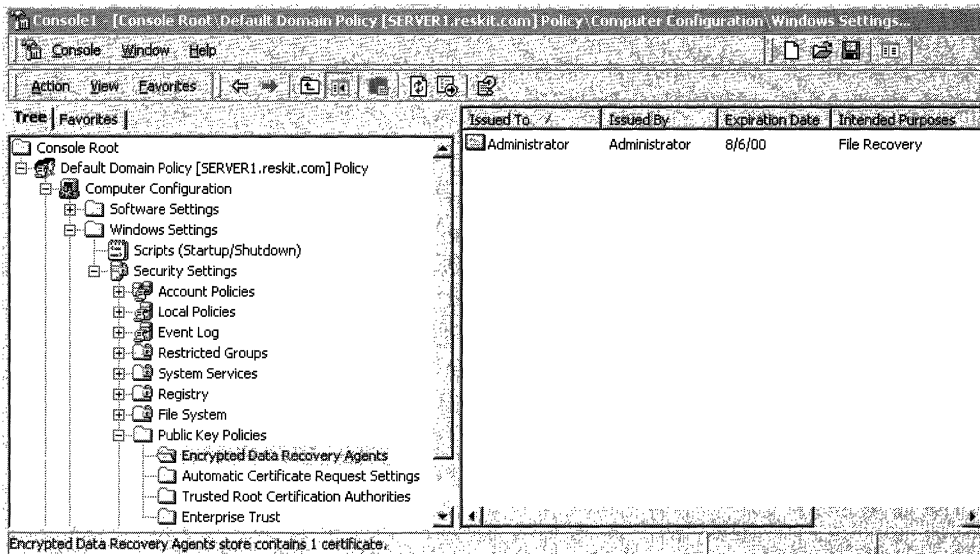 Console1 - [Console Root\Default Domain Policy [SERVER1.reskit.com] Policy\Computer Configuration\Windows Settings...
Console Window Help
Action View Favorites
Tree Favorites
Issued To Issued By Expiration Date Intended Purposes
Console Root
Administrator Administrator 8/6/00 File Recovery
Default Domain Policy [SERVER1.reskit.com] Policy
Computer Configuration
Software Settings
Windows Settings
Scripts (Startup/Shutdown)
Security Settings
Account Policies
Local Policies
Event Log
Restricted Groups
System Services
Registry
File System
Public Key Policies
Encrypted Data Recovery Agents
Automatic Certificate Request Settings
Trusted Root Certification Authorities
Enterprise Trust
Encrypted Data Recovery Agents store contains 1 certificate.